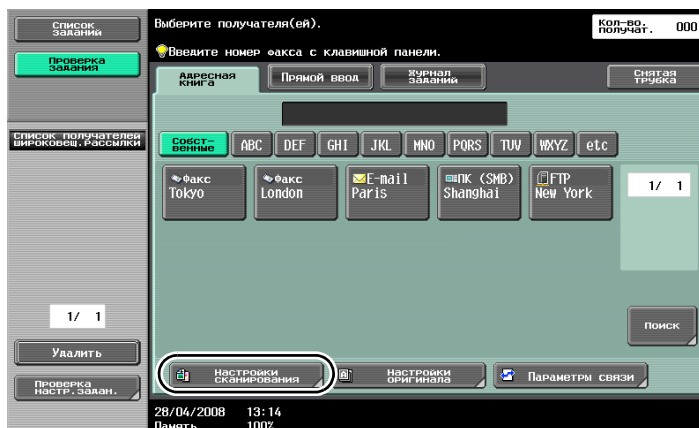 Список
заданий
Проверка
задания
Список получателей
широковещ.рассылки
1/ 1
Удалить
Проверка
настр.задан.
Выберите получателя(ей).
Введите номер факса с клавишной панели.
Кол-во.
получат. 000
Адресная
книга
Прямой ввод
Журнал
заданий
Снятая
трубка
Собст-
венные
ABC
DEF
GHI
JKL
MNO
PQRS
TUV
WXYZ
etc
Факс
Tokyo
Факс
London
E-mail
Paris
ПК (SMB)
Shanghai
FTP
New York
1/ 1
Поиск
Настройки
сканирования
Настройки
оригинала
Параметры связи
28/04/2008 13:14
Память 100%